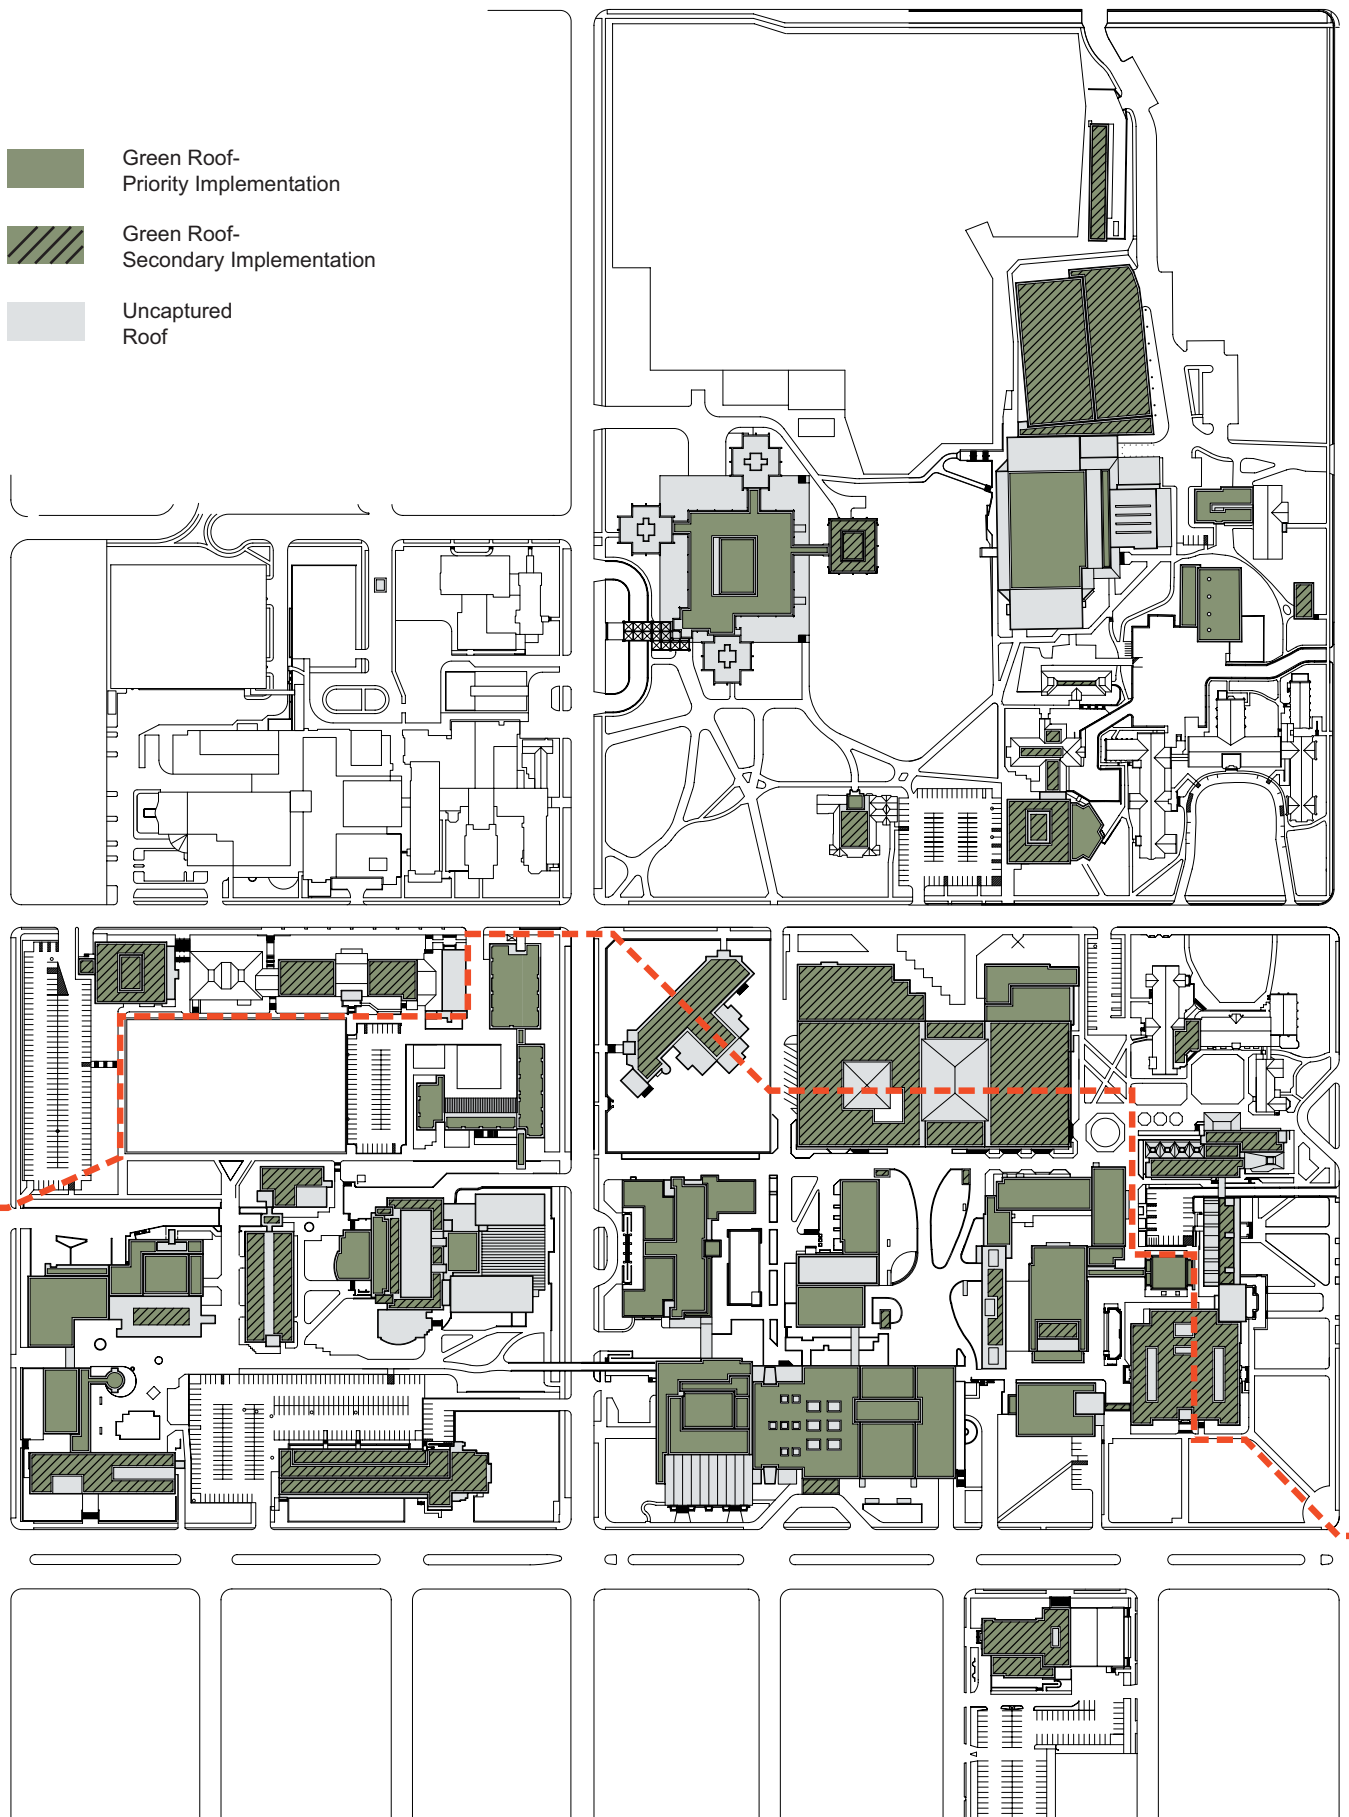 Green Roof-
Priority Implementation
Green Roof-
Secondary Implementation
Uncaptured
Roof